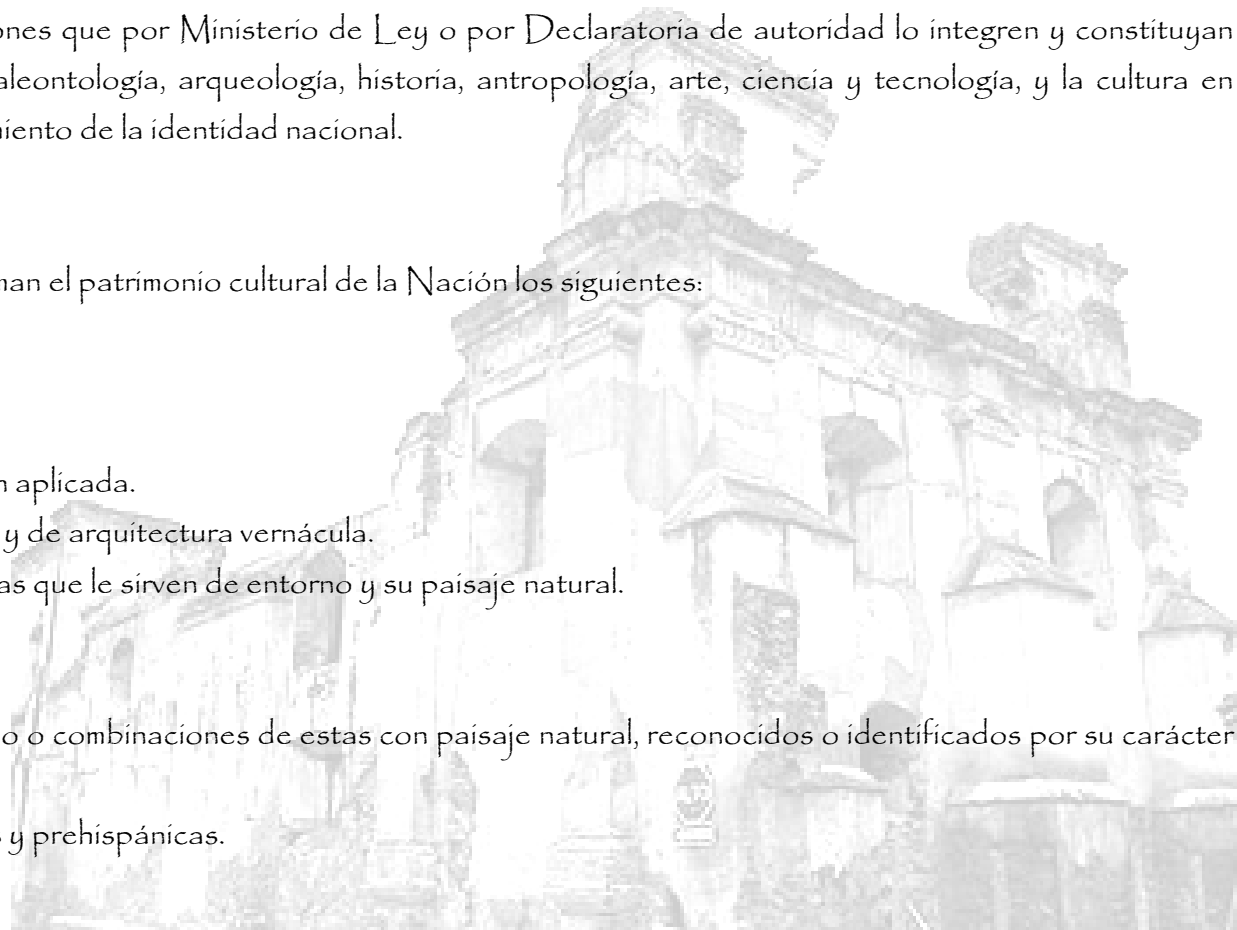 ones que por Ministerio de Ley o por Declaratoria de autoridad lo integren y constituyan
aleontología, arqueología, historia, antropología, arte, ciencia y tecnología, y la cultura en
niento de la identidad nacional.
man el patrimonio cultural de la Nación los siguientes:
n aplicada.
y de arquitectura vernácula.
as que le sirven de entorno y su paisaje natural.
o o combinaciones de estas con paisaje natural, reconocidos o identificados por su carácter
s y prehispánicas.